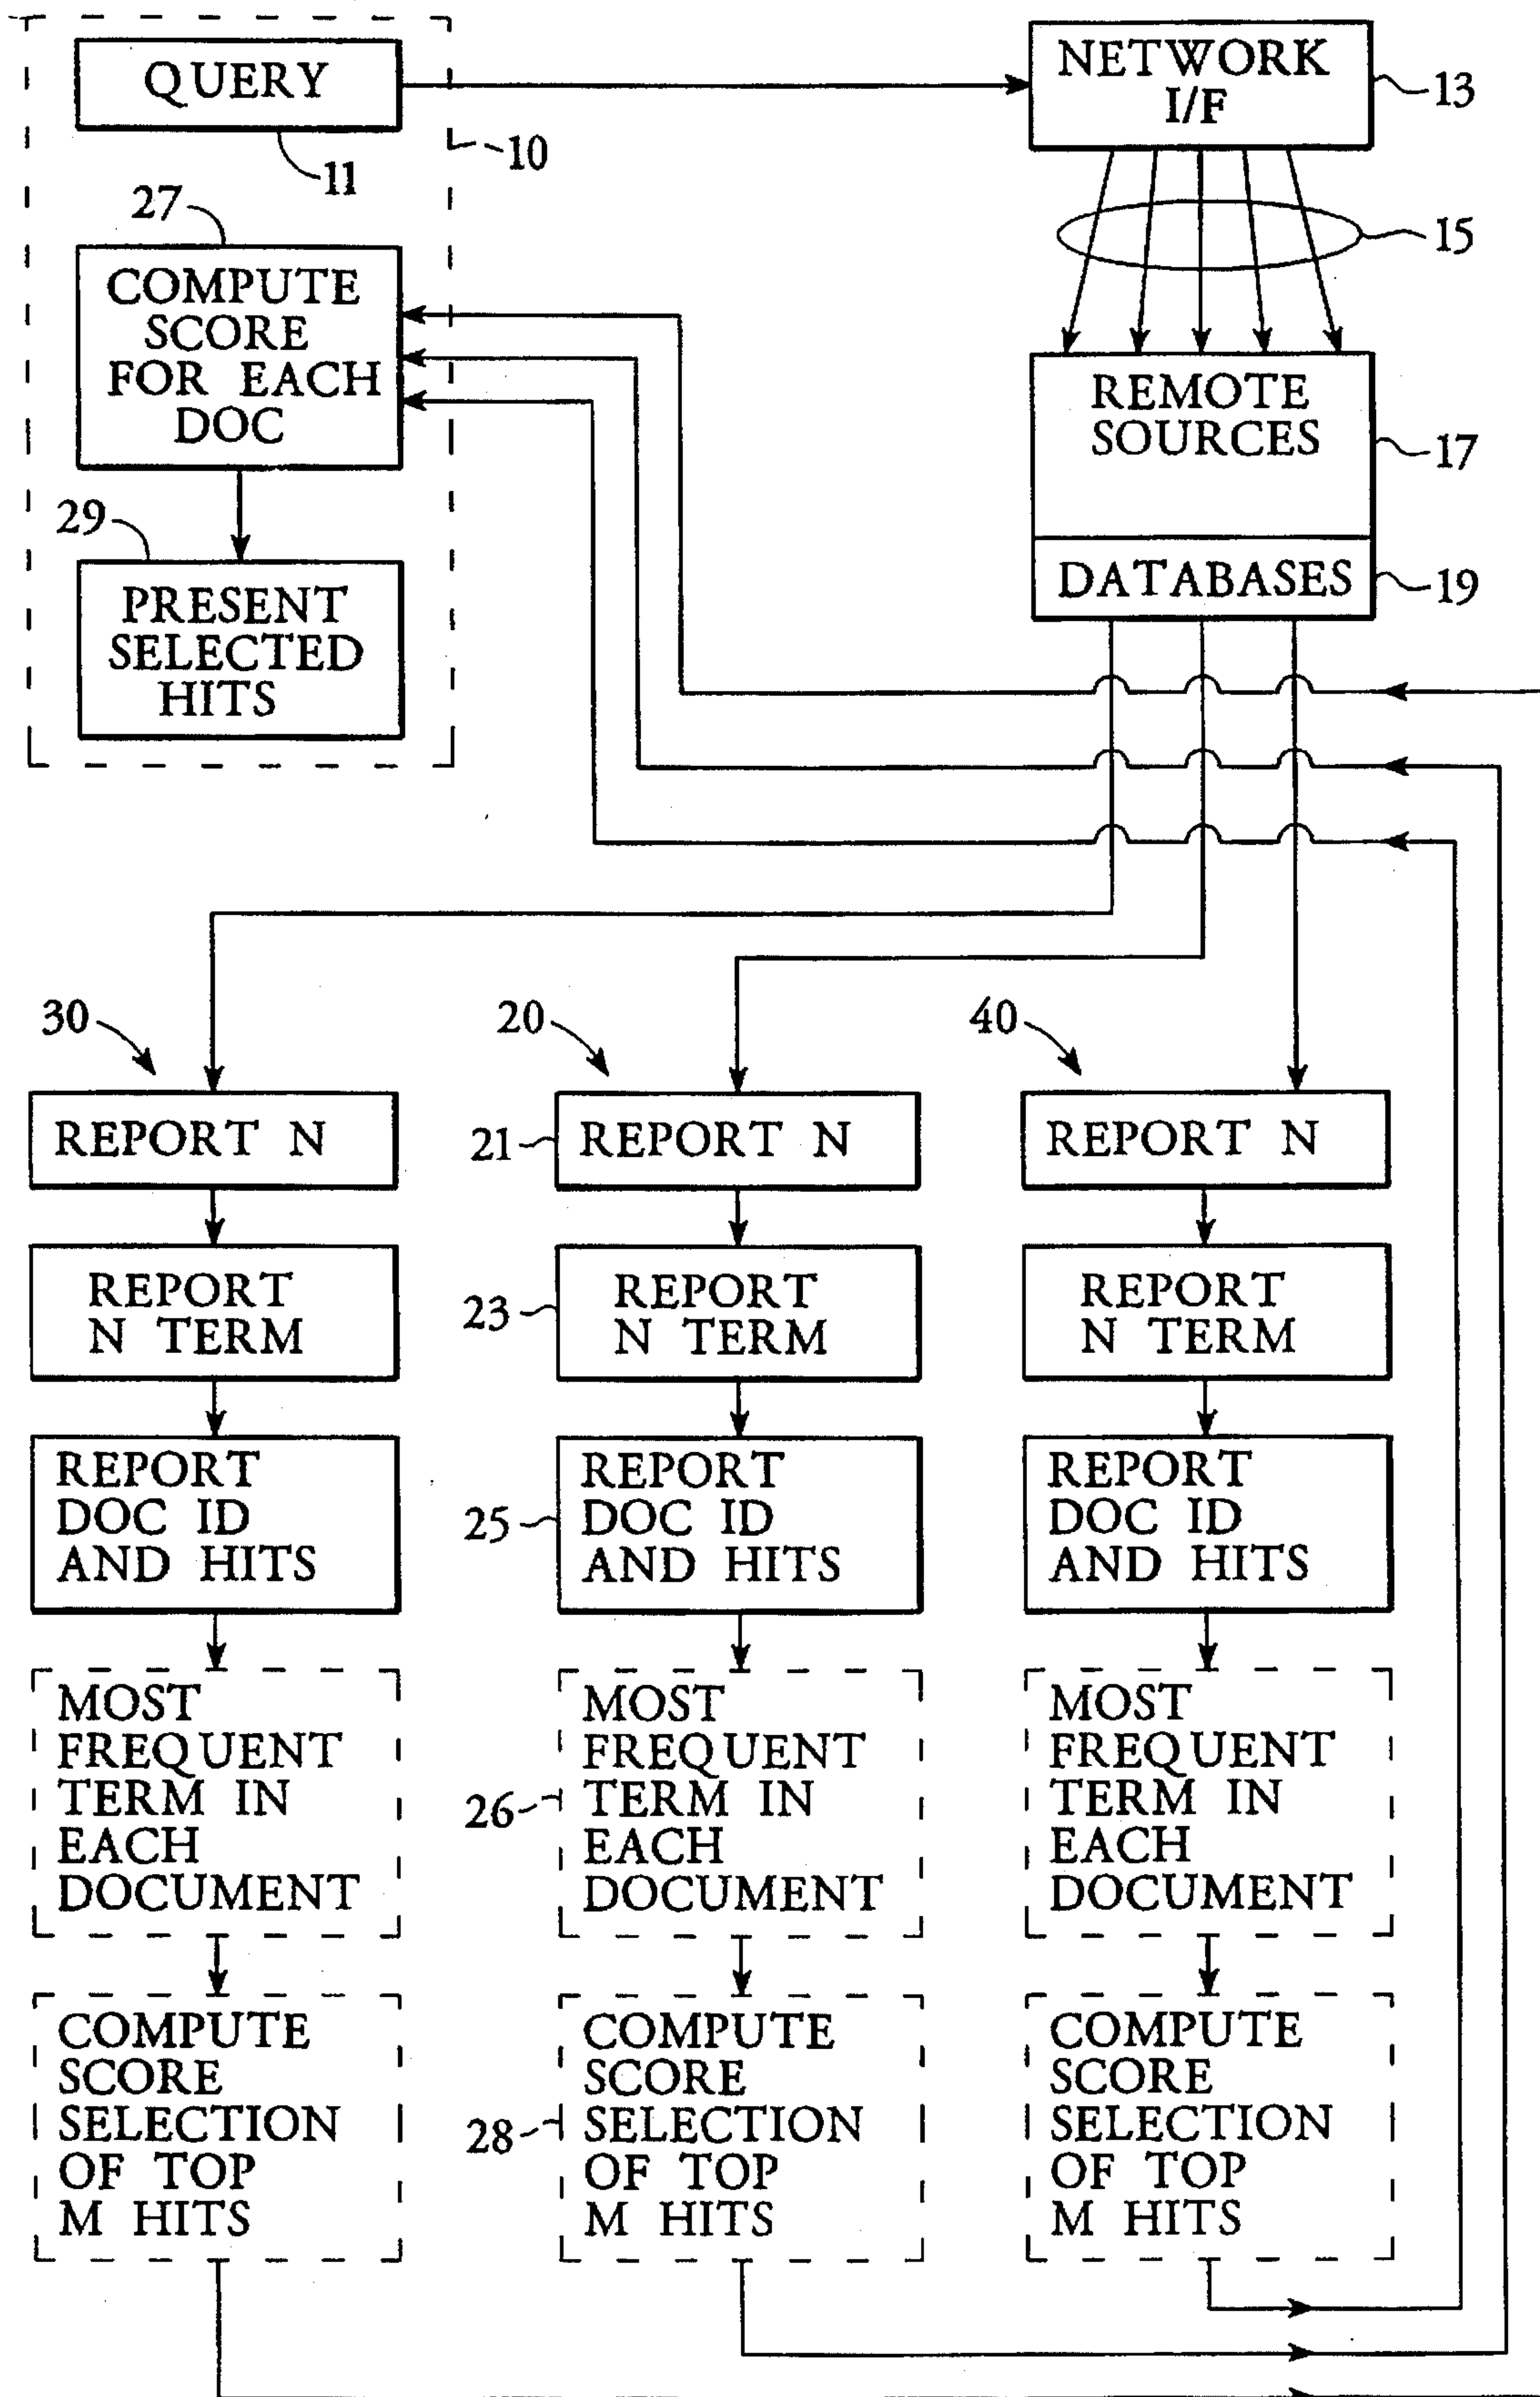 QUERY
11
10
NETWORK
I/F
13
15
27
COMPUTE
SCORE
FOR EACH
DOC
REMOTE
SOURCES
17
DATABASES
19
29
PRESENT
SELECTED
HITS
30
REPORT N
REPORT
N TERM
REPORT
DOC ID
AND HITS
MOST
FREQUENT
TERM IN
EACH
DOCUMENT
COMPUTE
SCORE
SELECTION
OF TOP
M HITS
20
21
REPORT N
23
REPORT
N TERM
25
REPORT
DOC ID
AND HITS
26
MOST
FREQUENT
TERM IN
EACH
DOCUMENT
28
COMPUTE
SCORE
SELECTION
OF TOP
M HITS
40
REPORT N
REPORT
N TERM
REPORT
DOC ID
AND HITS
MOST
FREQUENT
TERM IN
EACH
DOCUMENT
COMPUTE
SCORE
SELECTION
OF TOP
M HITS